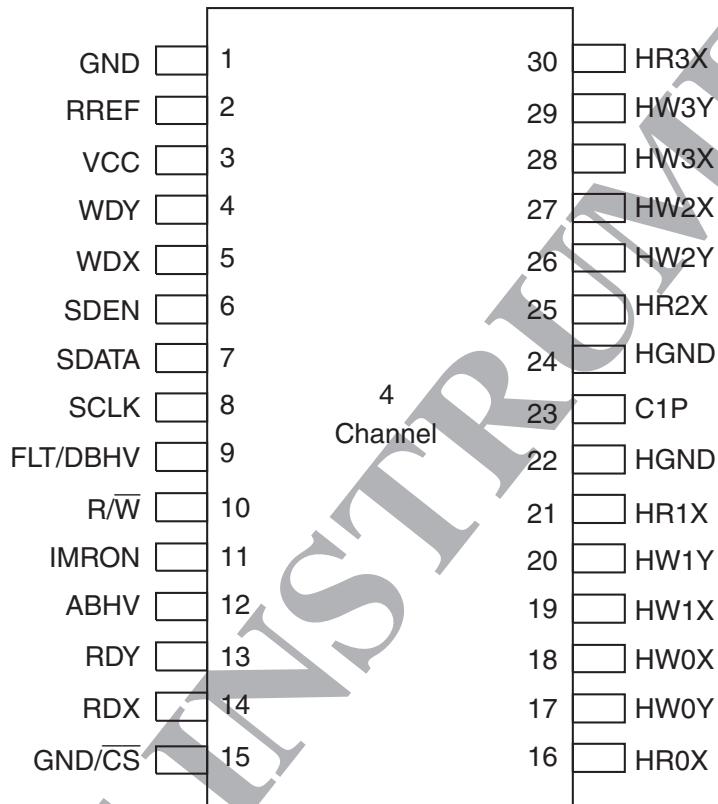 GND 1 30 HR3X
RREF 2 29 HW3Y
VCC 3 28 HW3X
WDY 4 27 HW2X
WDX 5 26 HW2Y
SDEN 6 25 HR2X
SDATA 7 24 HGND
SCLK 8 4 23 C1P
Channel
FLT/DBHV 9 22 HGND
R/W̅ 10 21 HR1X
IMRON 11 20 HW1Y
ABHV 12 19 HW1X
RDY 13 18 HW0X
RDX 14 17 HW0Y
GND/C̅S̅ 15 16 HR0X
INSTRUM